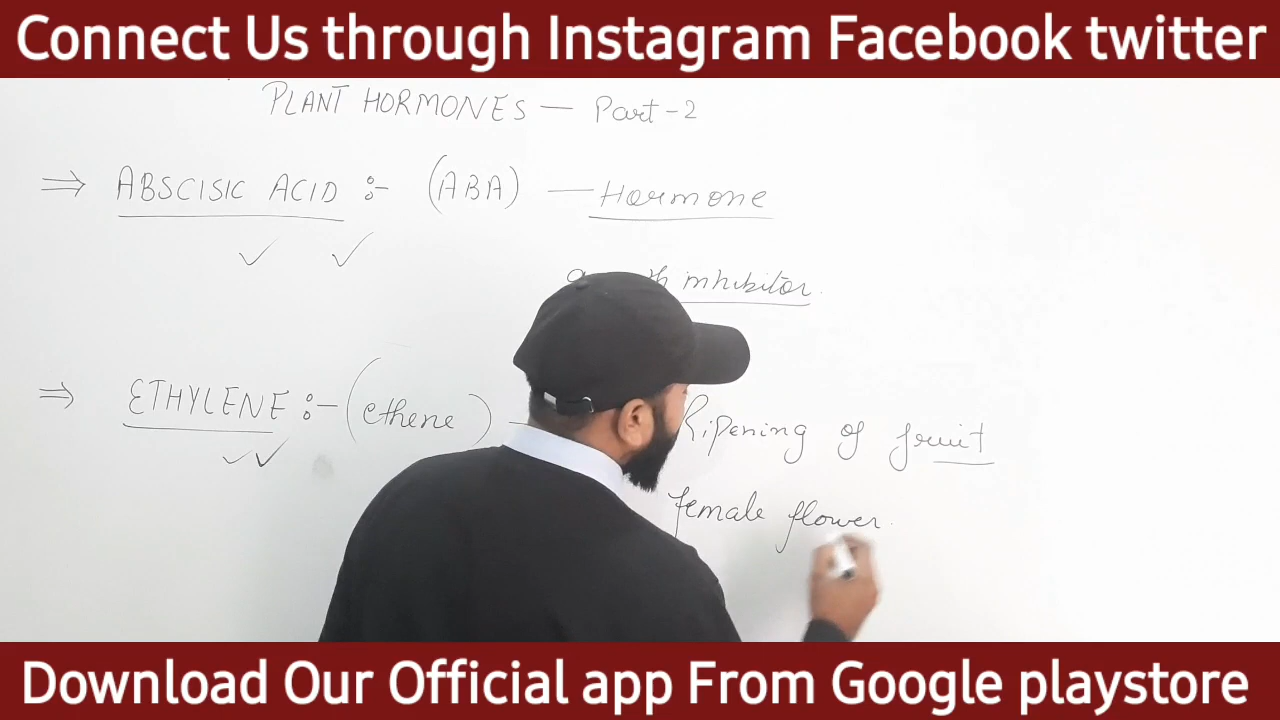 Connect Us through Instagram Facebook twitter
PLANT HORMONES — Part-2
⇒ ABSCISIC ACID :- (ABA) — Hormone
inhibitor.
⇒ ETHYLENE :- (ethene) — Ripening of fruit
female flower.
Download Our Official app From Google playstore